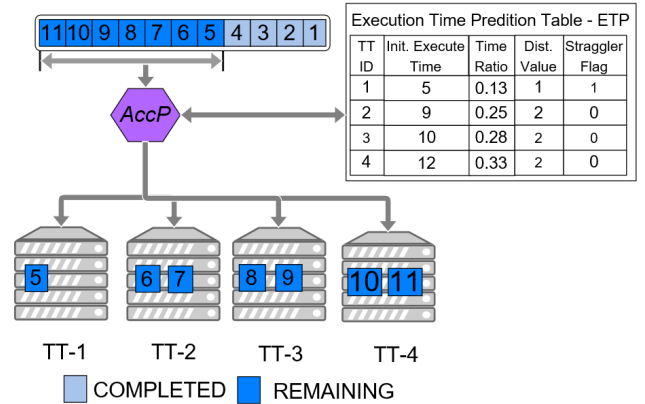 11 10 9 8 7 6 5 4 3 2 1
Execution Time Predition Table - ETP
TT ID Init. Execute Time Time Ratio Dist. Value Straggler Flag
1 5 0.13 1 1
2 9 0.25 2 0
3 10 0.28 2 0
4 12 0.33 2 0
AccP
5 6 7 8 9 10 11
TT-1 TT-2 TT-3 TT-4
COMPLETED REMAINING